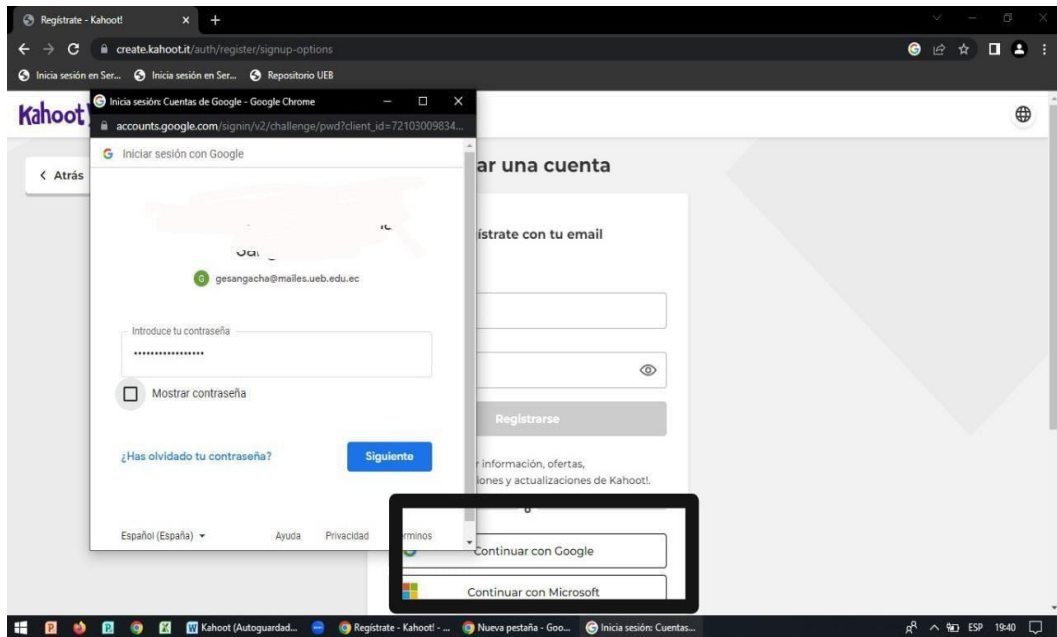 Regístrate - Kahoot!
create.kahoot.it/auth/register/signup-options
Inicia sesión en Ser... Inicia sesión en Ser... Repositorio UEB
Kahoot
Inicia sesión: Cuentas de Google - Google Chrome
accounts.google.com/signin/v2/challenge/pwd?client_id=72103009834...
Iniciar sesión con Google
Atrás
ar una cuenta
ístrate con tu email
gesangacha@mailes.ueb.edu.ec
Introduce tu contraseña
Mostrar contraseña
Registrarse
¿Has olvidado tu contraseña?
Siguiente
r información, ofertas,
iones y actualizaciones de Kahoot!.
Español (España) Ayuda Privacidad
Continuar con Google
Continuar con Microsoft
Kahoot (Autoguardad... Regístrate - Kahoot! - ... Nueva pestaña - Goo... Inicia sesión: Cuentas... ESP 19:40